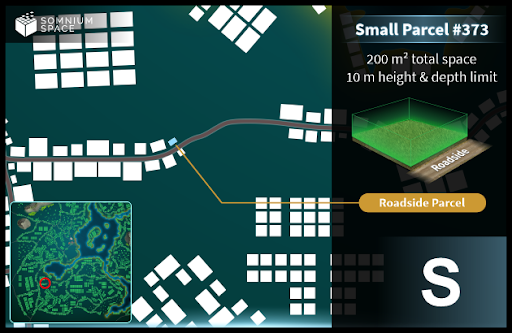 SOMNIUM
SPACE
Small Parcel #373
200 m² total space
10 m height & depth limit
Roadside
Roadside Parcel
S